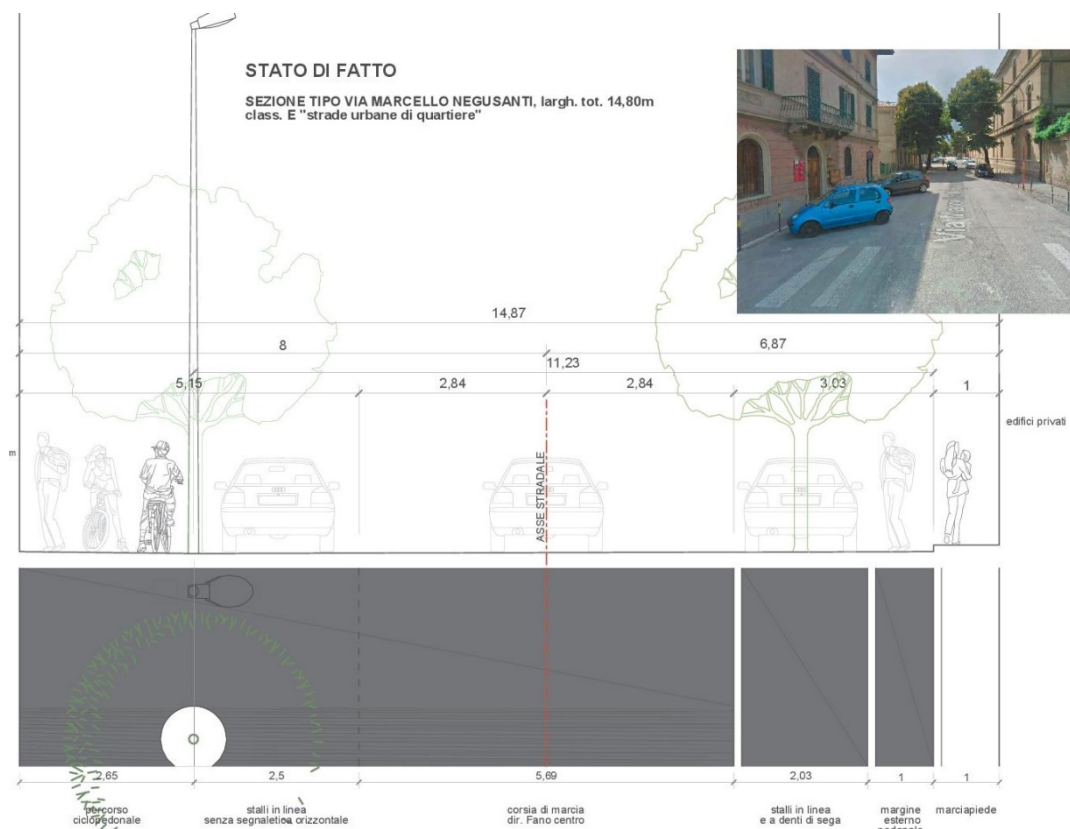 STATO DI FATTO
SEZIONE TIPO VIA MARCELLO NEGUSANTI, largh. tot. 14,80m
class. E "strade urbane di quartiere"
14,87
8
6,87
11,23
5,15
2,84
2,84
3,03
1
edifici privati
m
ASSE STRADALE
2,65
2,5
5,69
2,03
1
1
percorso
ciclopedonale
stalli in linea
senza segnaletica orizzontale
corsia di marcia
dir. Fano centro
stalli in linea
e a denti di sega
margine
esterno
pedonale
marciapiede